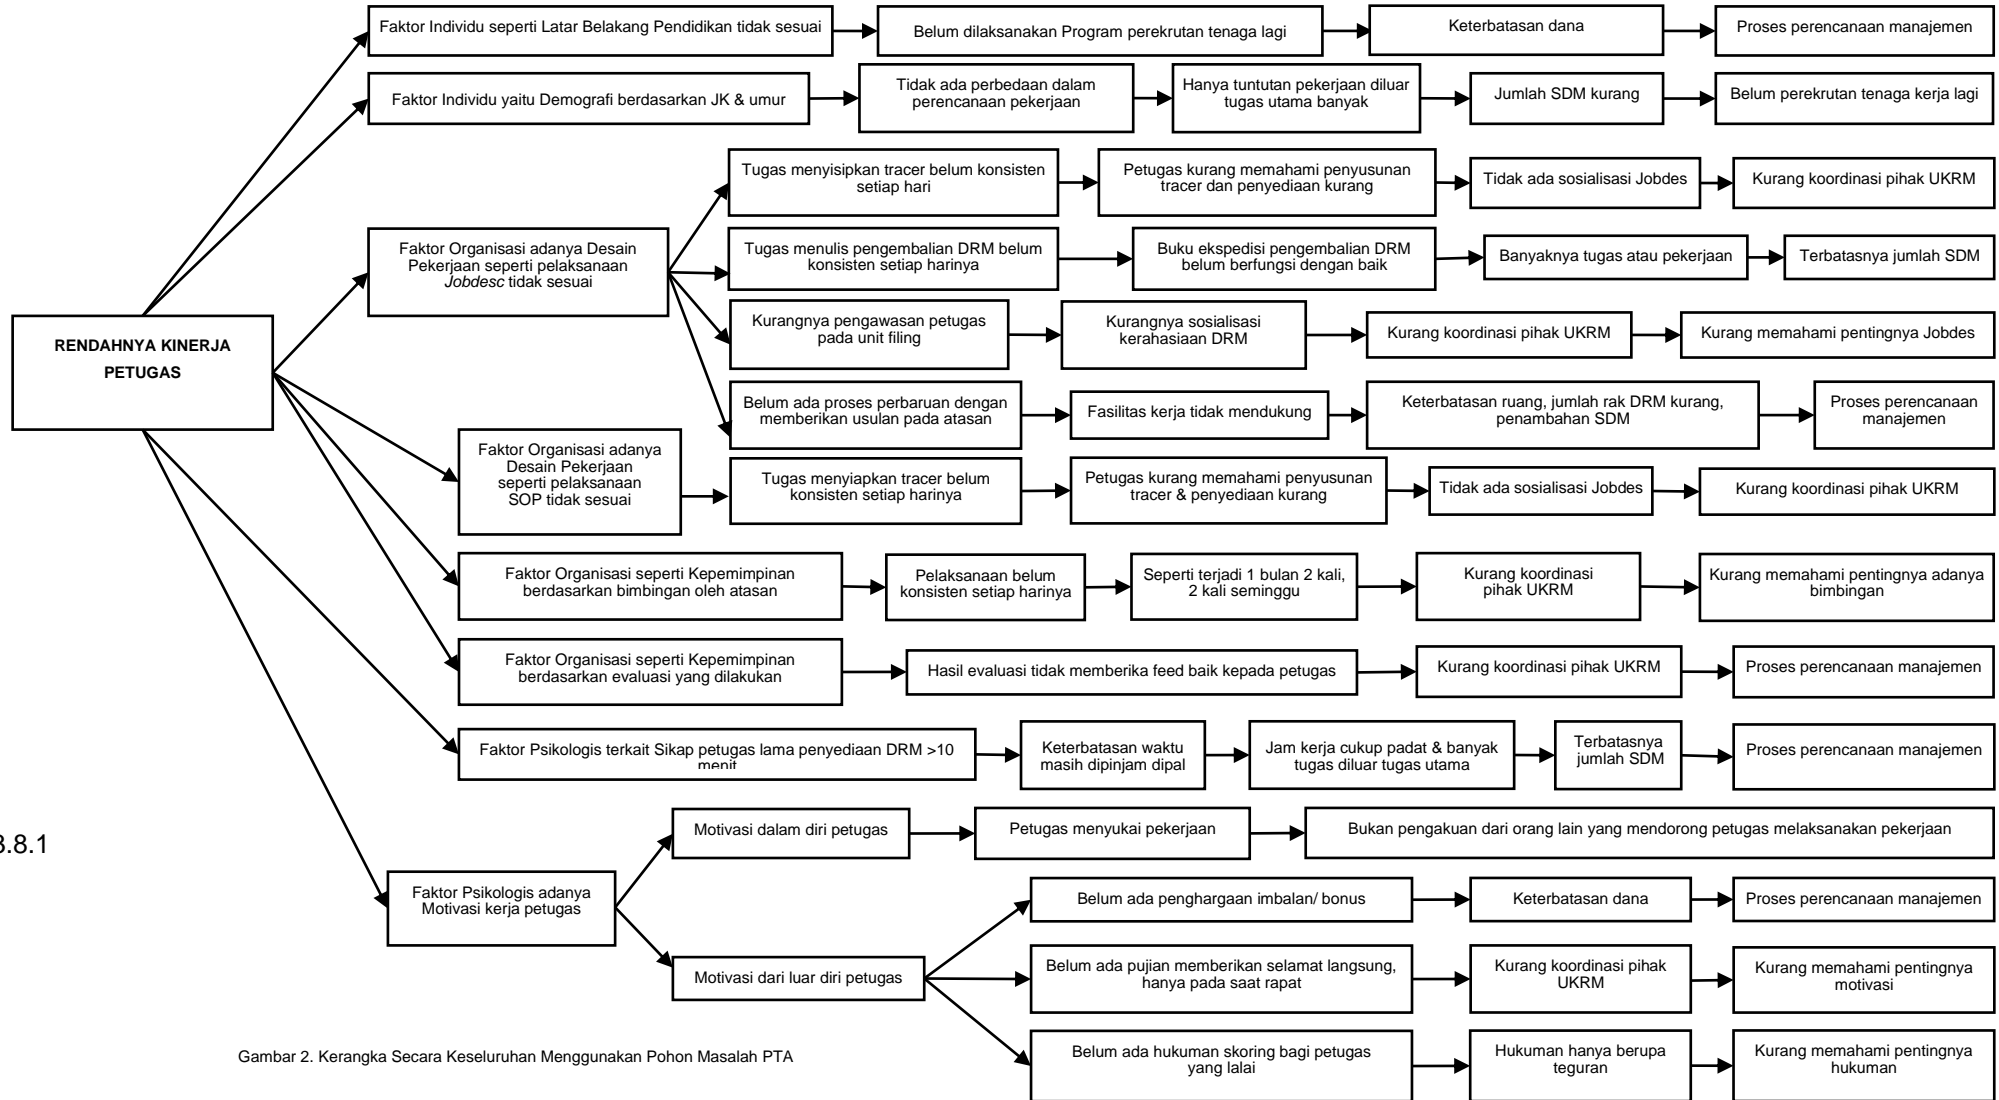 Faktor Individu seperti Latar Belakang Pendidikan tidak sesuai
Belum dilaksanakan Program perekrutan tenaga lagi
Keterbatasan dana
Proses perencanaan manajemen
Faktor Individu yaitu Demografi berdasarkan JK & umur
Tidak ada perbedaan dalam
perencanaan pekerjaan
Hanya tuntutan pekerjaan diluar
tugas utama banyak
Jumlah SDM kurang
Belum perekrutan tenaga kerja lagi
Tugas menyisipkan tracer belum konsisten
setiap hari
Petugas kurang memahami penyusunan
tracer dan penyediaan kurang
Tidak ada sosialisasi Jobdes
Kurang koordinasi pihak UKRM
Faktor Organisasi adanya Desain
Pekerjaan seperti pelaksanaan
Jobdesc tidak sesuai
Tugas menulis pengembalian DRM belum
konsisten setiap harinya
Buku ekspedisi pengembalian DRM
belum berfungsi dengan baik
Banyaknya tugas atau pekerjaan
Terbatasnya jumlah SDM
RENDAHNYA KINERJA
PETUGAS
Kurangnya pengawasan petugas
pada unit filing
Kurangnya sosialisasi
kerahasiaan DRM
Kurang koordinasi pihak UKRM
Kurang memahami pentingnya Jobdes
Belum ada proses perbaruan dengan
memberikan usulan pada atasan
Fasilitas kerja tidak mendukung
Keterbatasan ruang, jumlah rak DRM kurang,
penambahan SDM
Proses perencanaan
manajemen
Faktor Organisasi adanya
Desain Pekerjaan
seperti pelaksanaan
SOP tidak sesuai
Tugas menyiapkan tracer belum
konsisten setiap harinya
Petugas kurang memahami penyusunan
tracer & penyediaan kurang
Tidak ada sosialisasi Jobdes
Kurang koordinasi pihak UKRM
Faktor Organisasi seperti Kepemimpinan
berdasarkan bimbingan oleh atasan
Pelaksanaan belum
konsisten setiap harinya
Seperti terjadi 1 bulan 2 kali,
2 kali seminggu
Kurang koordinasi
pihak UKRM
Kurang memahami pentingnya adanya
bimbingan
Faktor Organisasi seperti Kepemimpinan
berdasarkan evaluasi yang dilakukan
Hasil evaluasi tidak memberika feed baik kepada petugas
Kurang koordinasi pihak UKRM
Proses perencanaan manajemen
Faktor Psikologis terkait Sikap petugas lama penyediaan DRM >10
menit
Keterbatasan waktu
masih dipinjam dipal
Jam kerja cukup padat & banyak
tugas diluar tugas utama
Terbatasnya
jumlah SDM
Proses perencanaan manajemen
3.8.1
Motivasi dalam diri petugas
Petugas menyukai pekerjaan
Bukan pengakuan dari orang lain yang mendorong petugas melaksanakan pekerjaan
Faktor Psikologis adanya
Motivasi kerja petugas
Belum ada penghargaan imbalan/ bonus
Keterbatasan dana
Proses perencanaan manajemen
Motivasi dari luar diri petugas
Belum ada pujian memberikan selamat langsung,
hanya pada saat rapat
Kurang koordinasi pihak
UKRM
Kurang memahami pentingnya
motivasi
Belum ada hukuman skoring bagi petugas
yang lalai
Hukuman hanya berupa
teguran
Kurang memahami pentingnya
hukuman
Gambar 2. Kerangka Secara Keseluruhan Menggunakan Pohon Masalah PTA